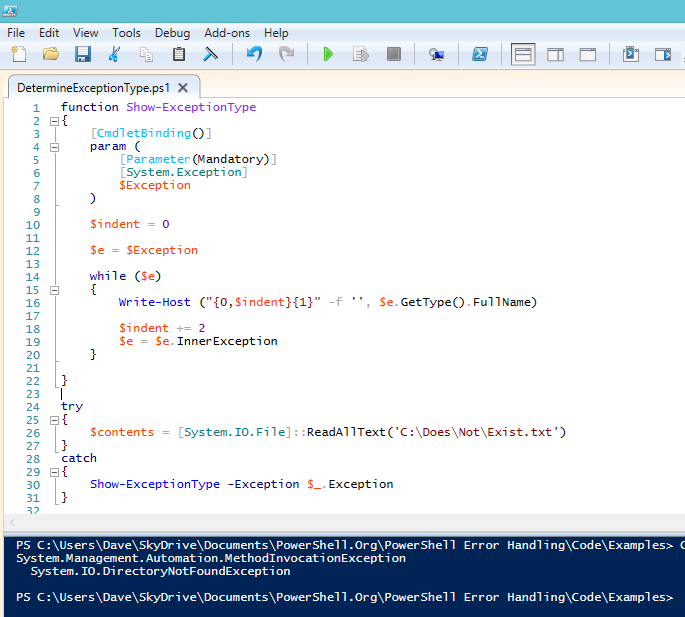 File Edit View Tools Debug Add-ons Help
DetermineExceptionType.ps1
1 function Show-ExceptionType
2 {
3 [CmdletBinding()]
4 param (
5 [Parameter(Mandatory)]
6 [System.Exception]
7 $Exception
8 )
9
10 $indent = 0
11
12 $e = $Exception
13
14 while ($e)
15 {
16 Write-Host ("{0,$indent}{1}" -f '', $e.GetType().FullName)
17
18 $indent += 2
19 $e = $e.InnerException
20 }
21
22 }
23
24 try
25 {
26 $contents = [System.IO.File]::ReadAllText('C:\Does\Not\Exist.txt')
27 }
28 catch
29 {
30 Show-ExceptionType -Exception $_.Exception
31 }
32
PS C:\Users\Dave\SkyDrive\Documents\PowerShell.Org\PowerShell Error Handling\Code\Examples>
System.Management.Automation.MethodInvocationException
System.IO.DirectoryNotFoundException
PS C:\Users\Dave\SkyDrive\Documents\PowerShell.Org\PowerShell Error Handling\Code\Examples>